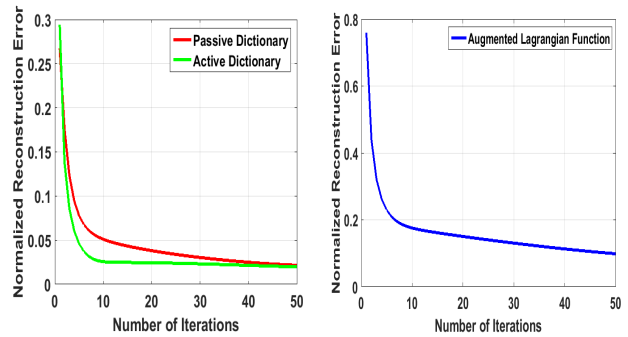 Normalized Reconstruction Error
0.3
0.25
0.2
0.15
0.1
0.05
0
Passive Dictionary
Active Dictionary
0 10 20 30 40 50
Number of Iterations
Normalized Reconstruction Error
0.8
0.6
0.4
0.2
0
Augmented Lagrangian Function
0 10 20 30 40 50
Number of Iterations